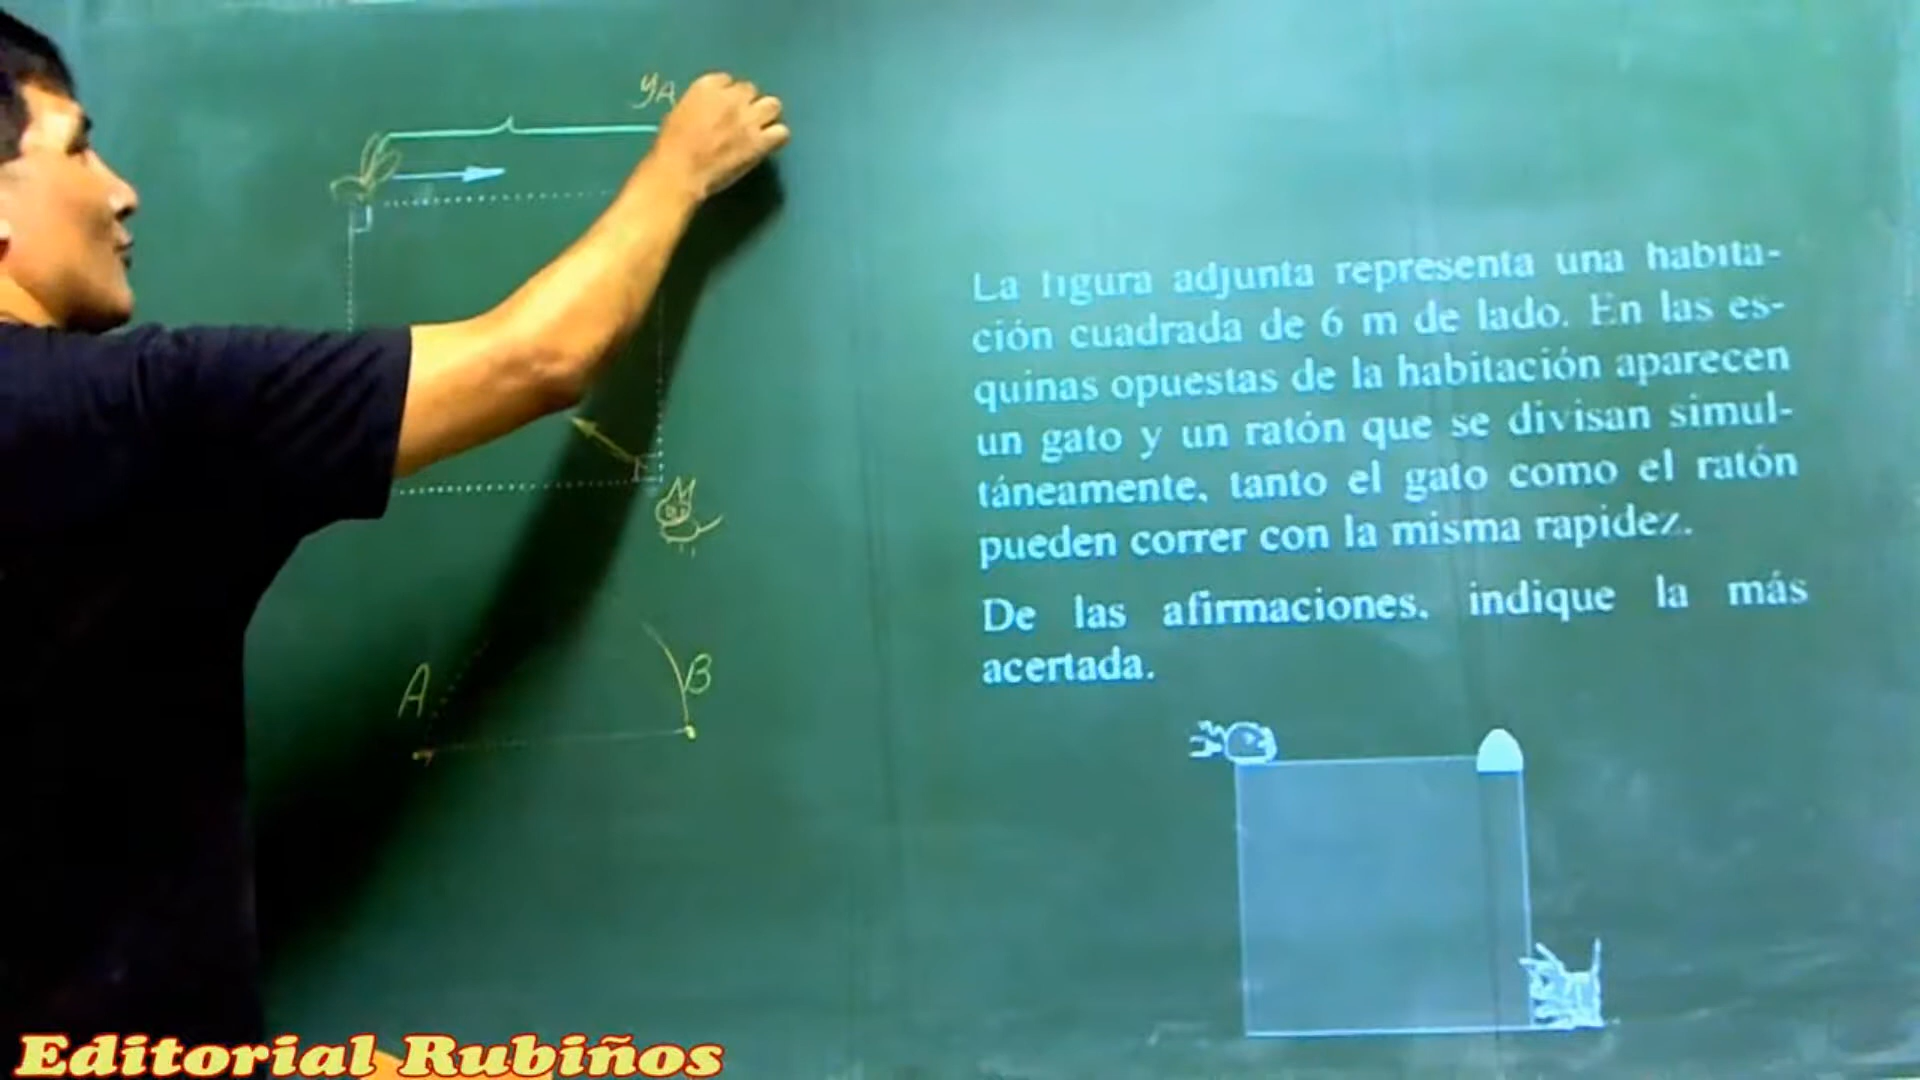 yA
La figura adjunta representa una habita-
ción cuadrada de 6 m de lado. En las es-
quinas opuestas de la habitación aparecen
un gato y un ratón que se divisan simul-
táneamente, tanto el gato como el ratón
pueden correr con la misma rapidez.
De las afirmaciones, indique la más
acertada.
A
B
Editorial Rubiños